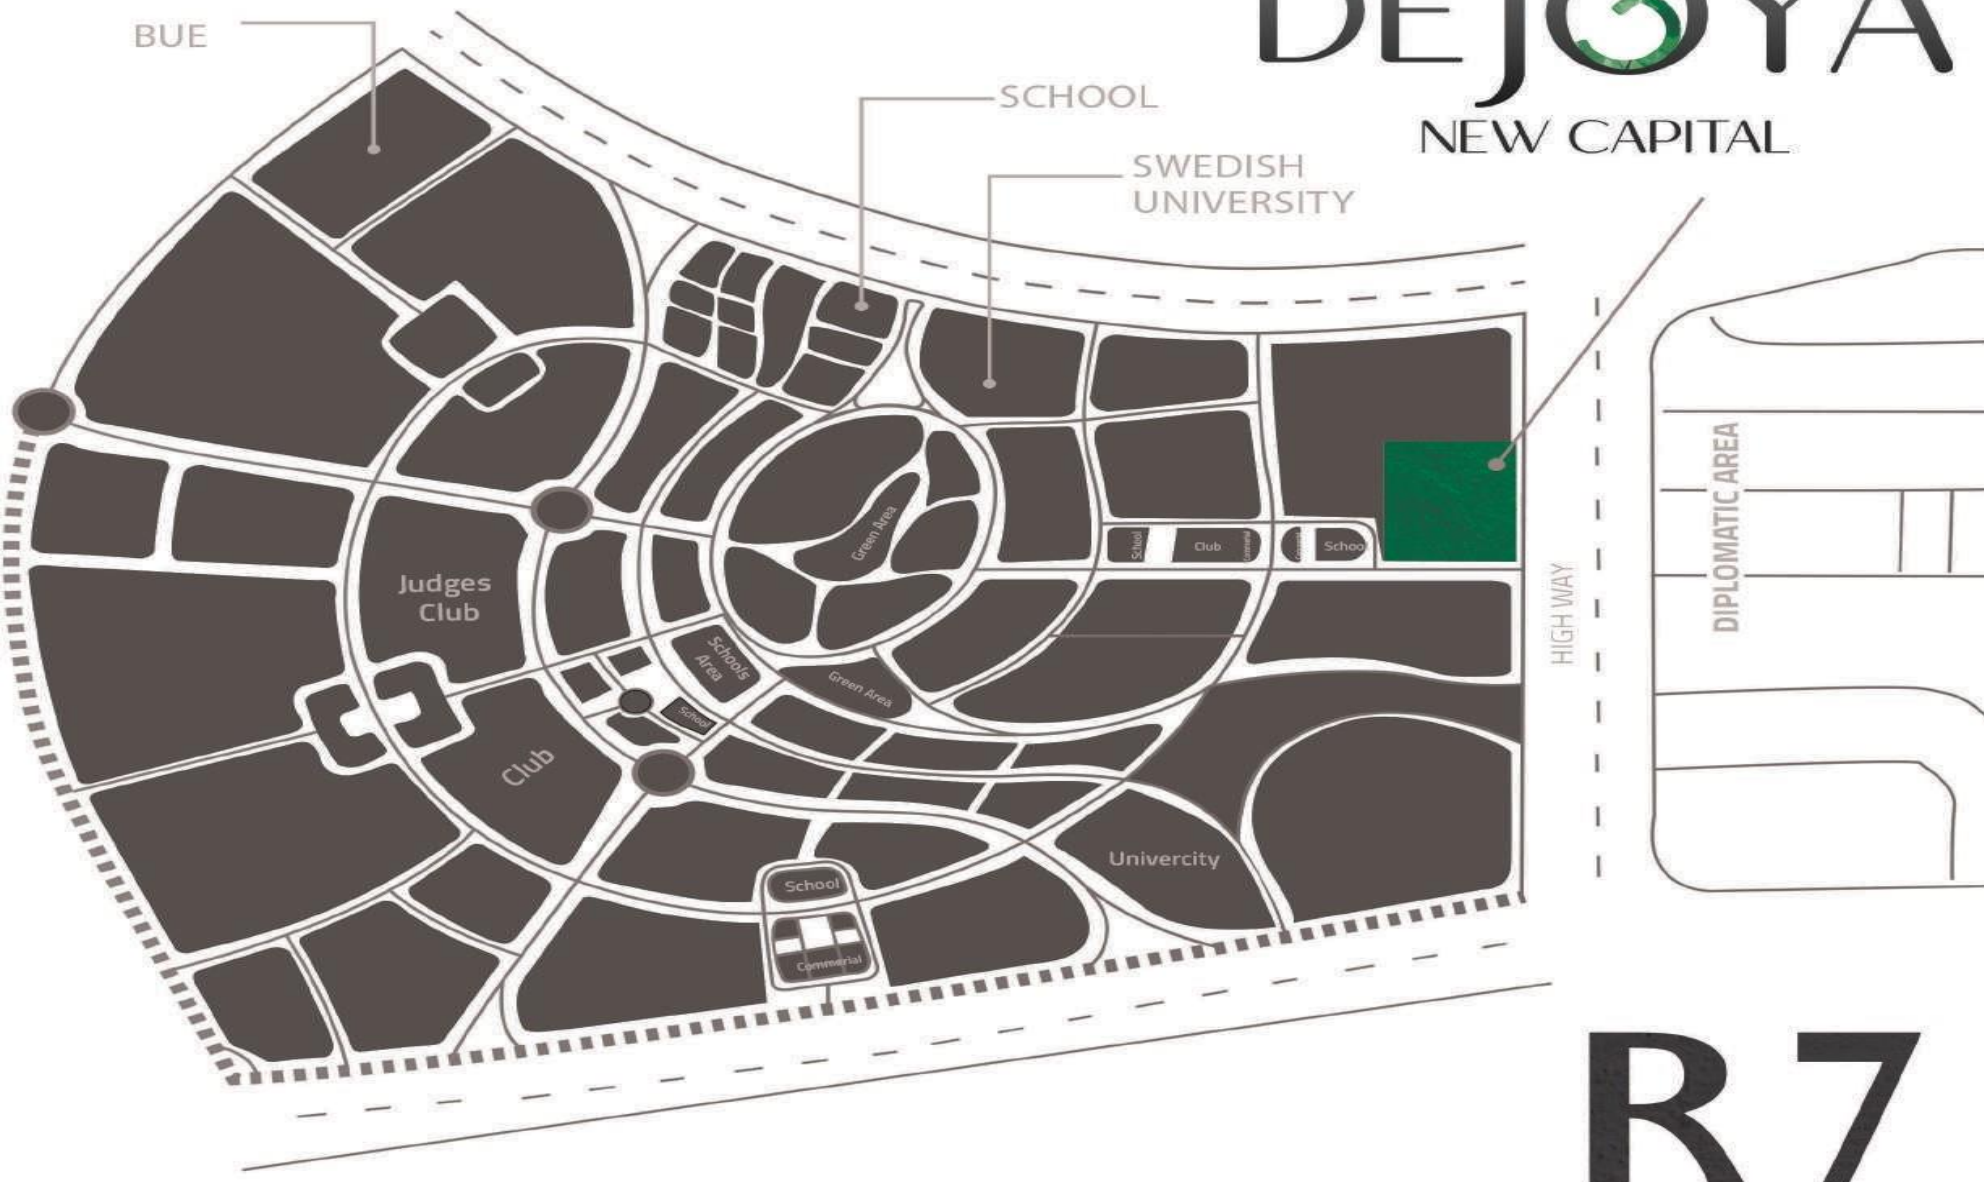 DEJOYA
NEW CAPITAL
BUE
SCHOOL
SWEDISH
UNIVERSITY
Green Area
School
Club
Schoo
Judges
Club
HIGH WAY
DIPLOMATIC AREA
Schools
Area
Green Area
School
Club
Univercity
School
Commerial
R7